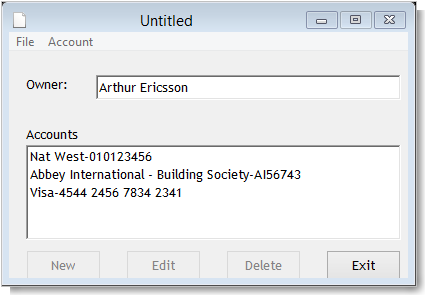 Untitled
File Account
Owner: Arthur Ericsson
Accounts
Nat West-010123456
Abbey International - Building Society-AI56743
Visa-4544 2456 7834 2341
New Edit Delete Exit